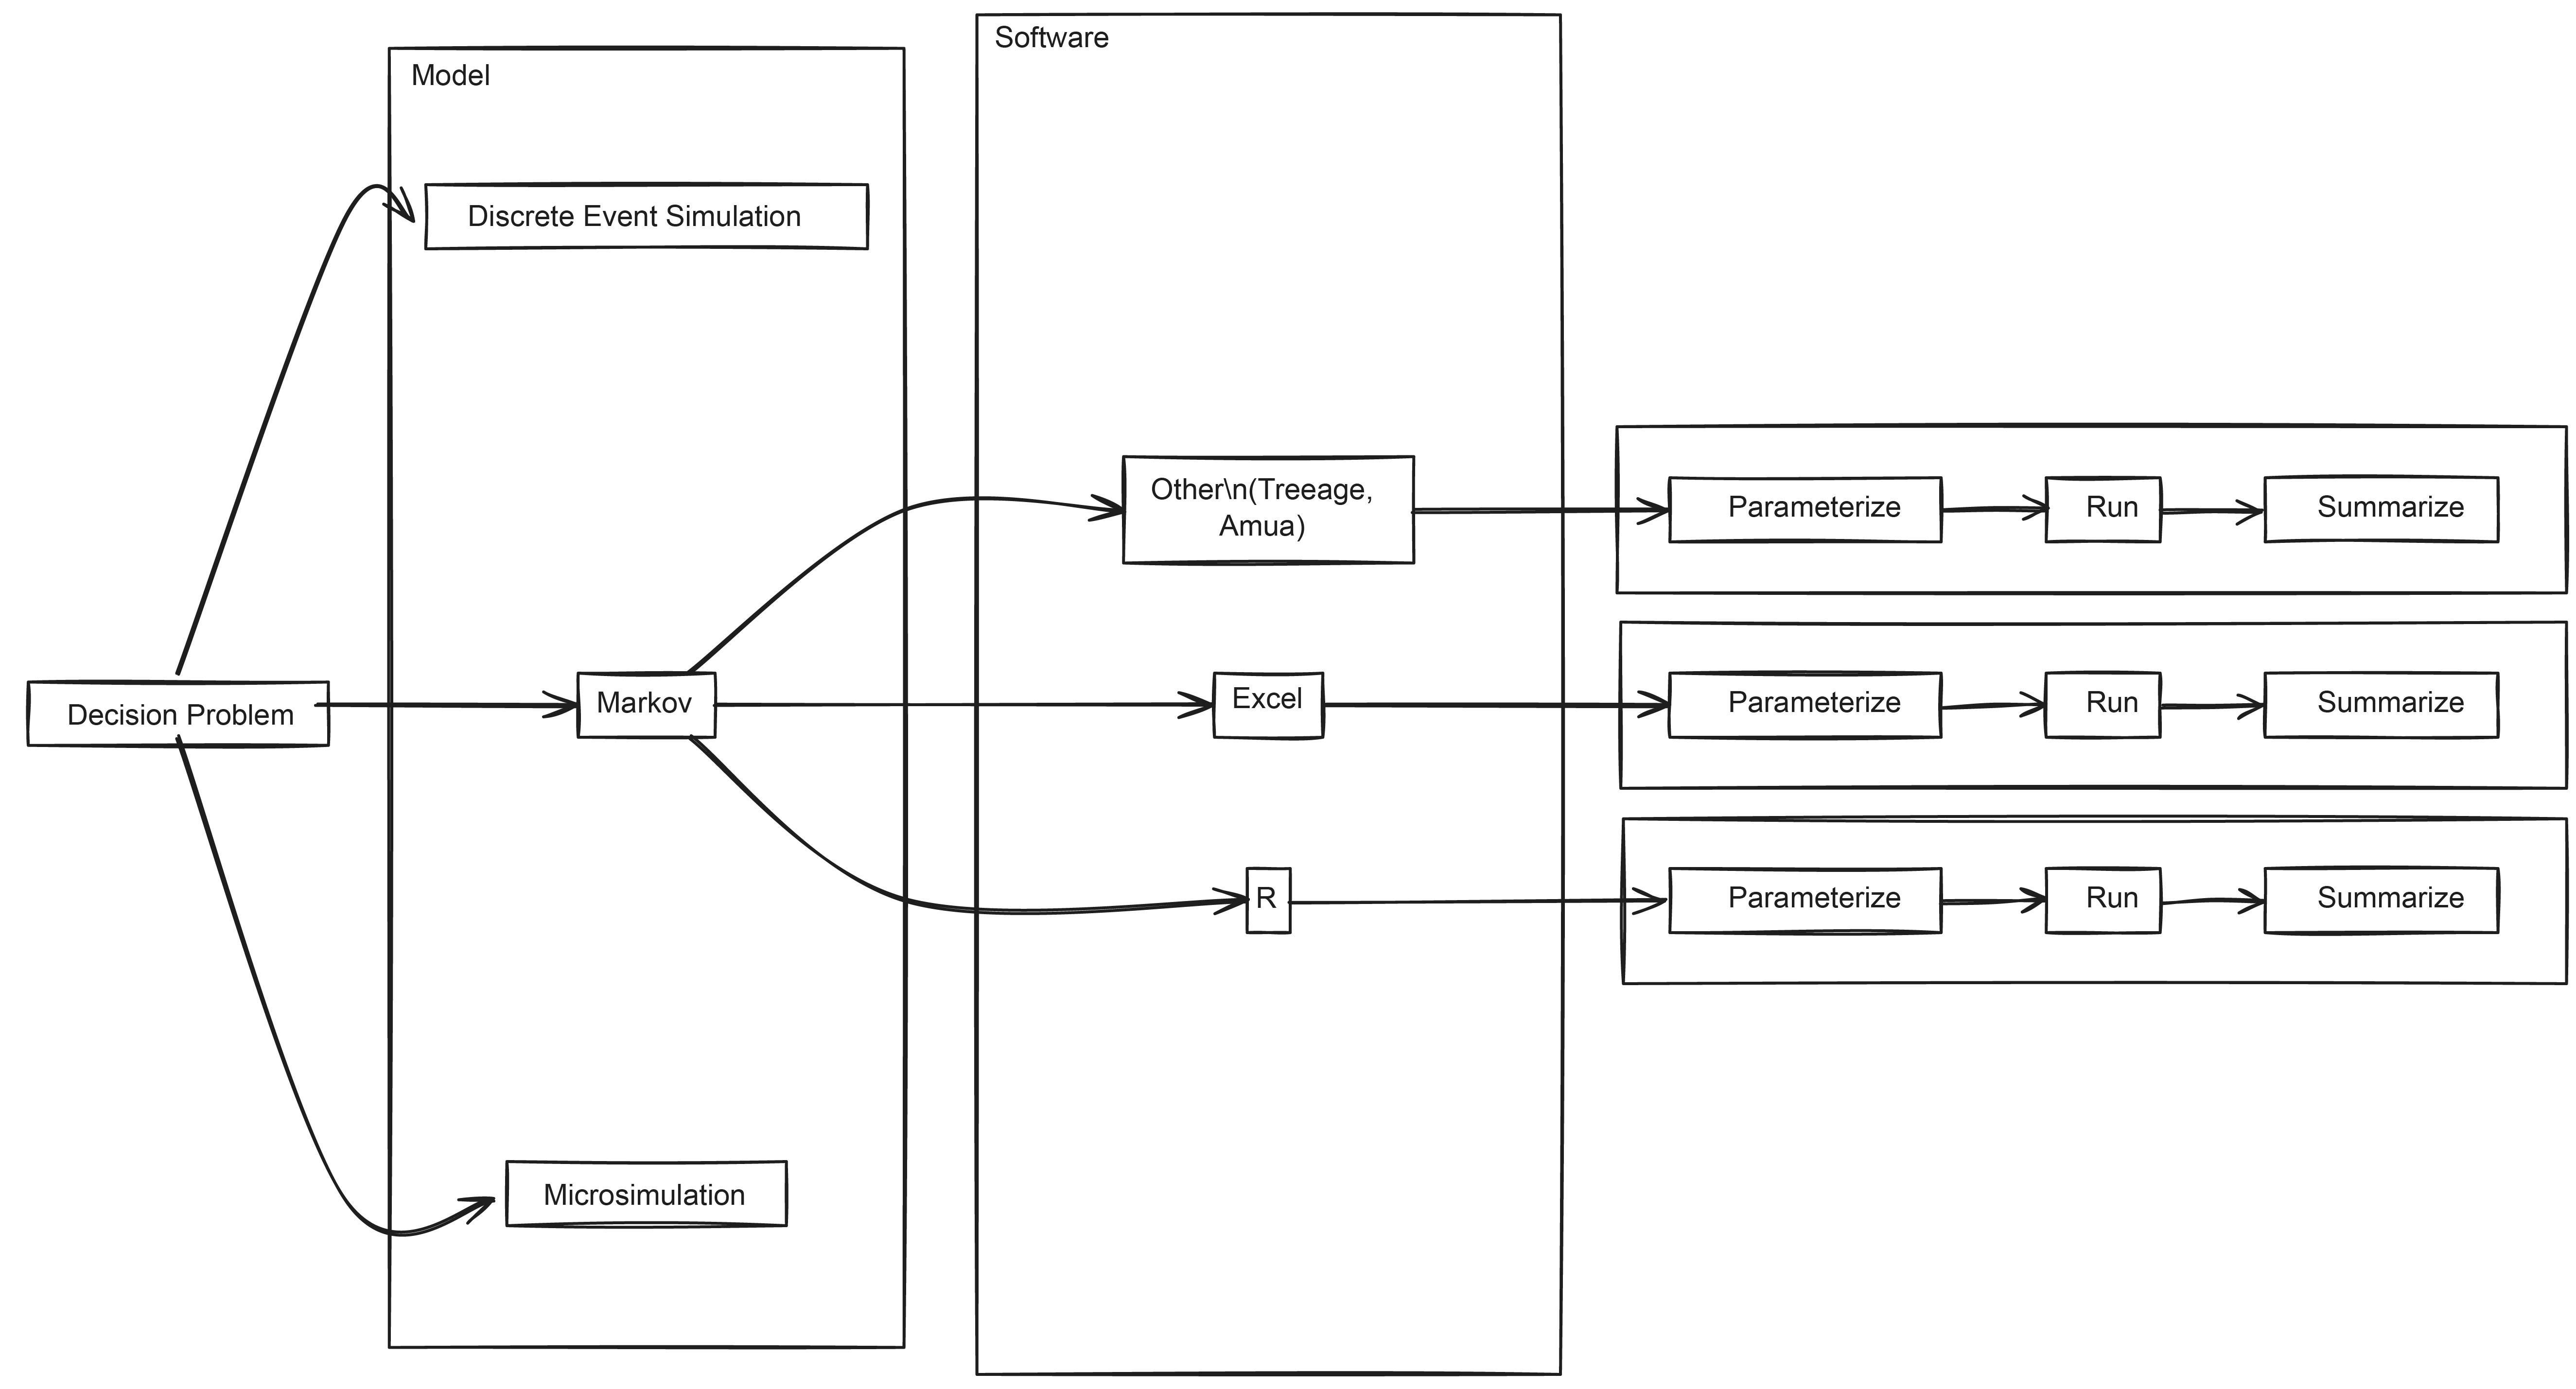 Software
Model
Discrete Event Simulation
Other\n(Treeage,
Amua)
Parameterize
Run
Summarize
Decision Problem
Markov
Excel
Parameterize
Run
Summarize
R
Parameterize
Run
Summarize
Microsimulation